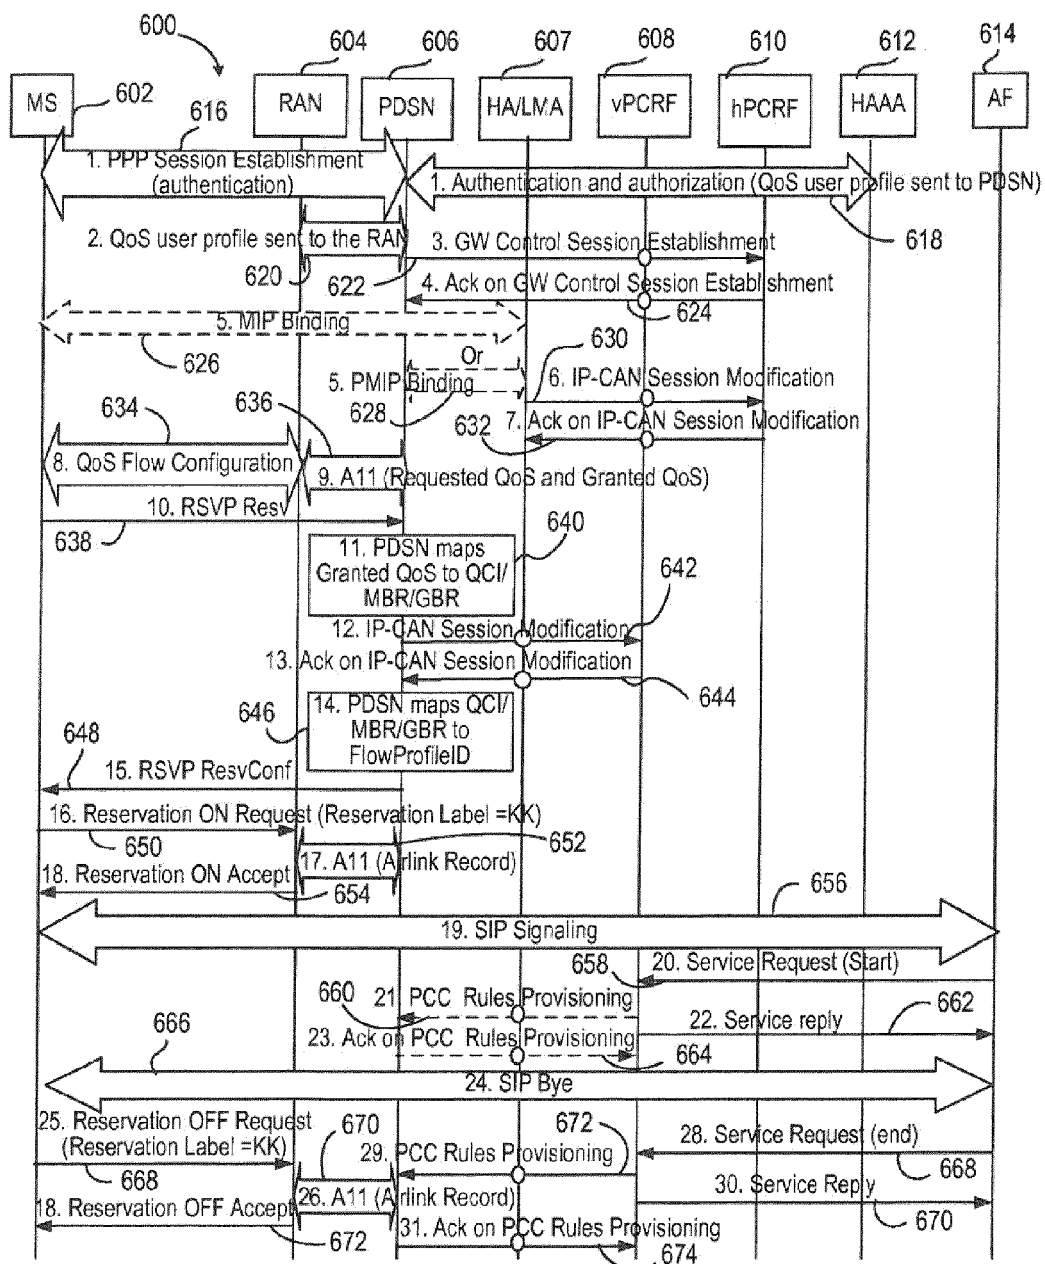 600
604
606
607
608
610
612
614
MS
602
RAN
PDSN
HA/LMA
vPCRF
hPCRF
HAAA
AF
616
1. PPP Session Establishment
(authentication)
1. Authentication and authorization (QoS user profile sent to PDSN)
618
2. QoS user profile sent to the RAN
620
622
3. GW Control Session Establishment
4. Ack on GW Control Session Establishment
624
5. MIP Binding
626
Or
5. PMIP Binding
628
630
6. IP-CAN Session Modification
7. Ack on IP-CAN Session Modification
632
634
636
8. QoS Flow Configuration
9. A11 (Requested QoS and Granted QoS)
10. RSVP Resv
638
11. PDSN maps
Granted QoS to QCI/
MBR/GBR
640
642
12. IP-CAN Session Modification
13. Ack on IP-CAN Session Modification
644
646
14. PDSN maps QCI/
MBR/GBR to
FlowProfileID
648
15. RSVP ResvConf
16. Reservation ON Request (Reservation Label =KK)
650
652
17. A11 (Airlink Record)
18. Reservation ON Accept
654
656
19. SIP Signaling
658
20. Service Request (Start)
660
21 PCC Rules Provisioning
662
22. Service reply
23. Ack on PCC Rules Provisioning
664
666
24. SIP Bye
25. Reservation OFF Request
(Reservation Label =KK)
668
670
672
29. PCC Rules Provisioning
28. Service Request (end)
668
26. A11 (Airlink Record)
30. Service Reply
670
18. Reservation OFF Accept
672
31. Ack on PCC Rules Provisioning
674